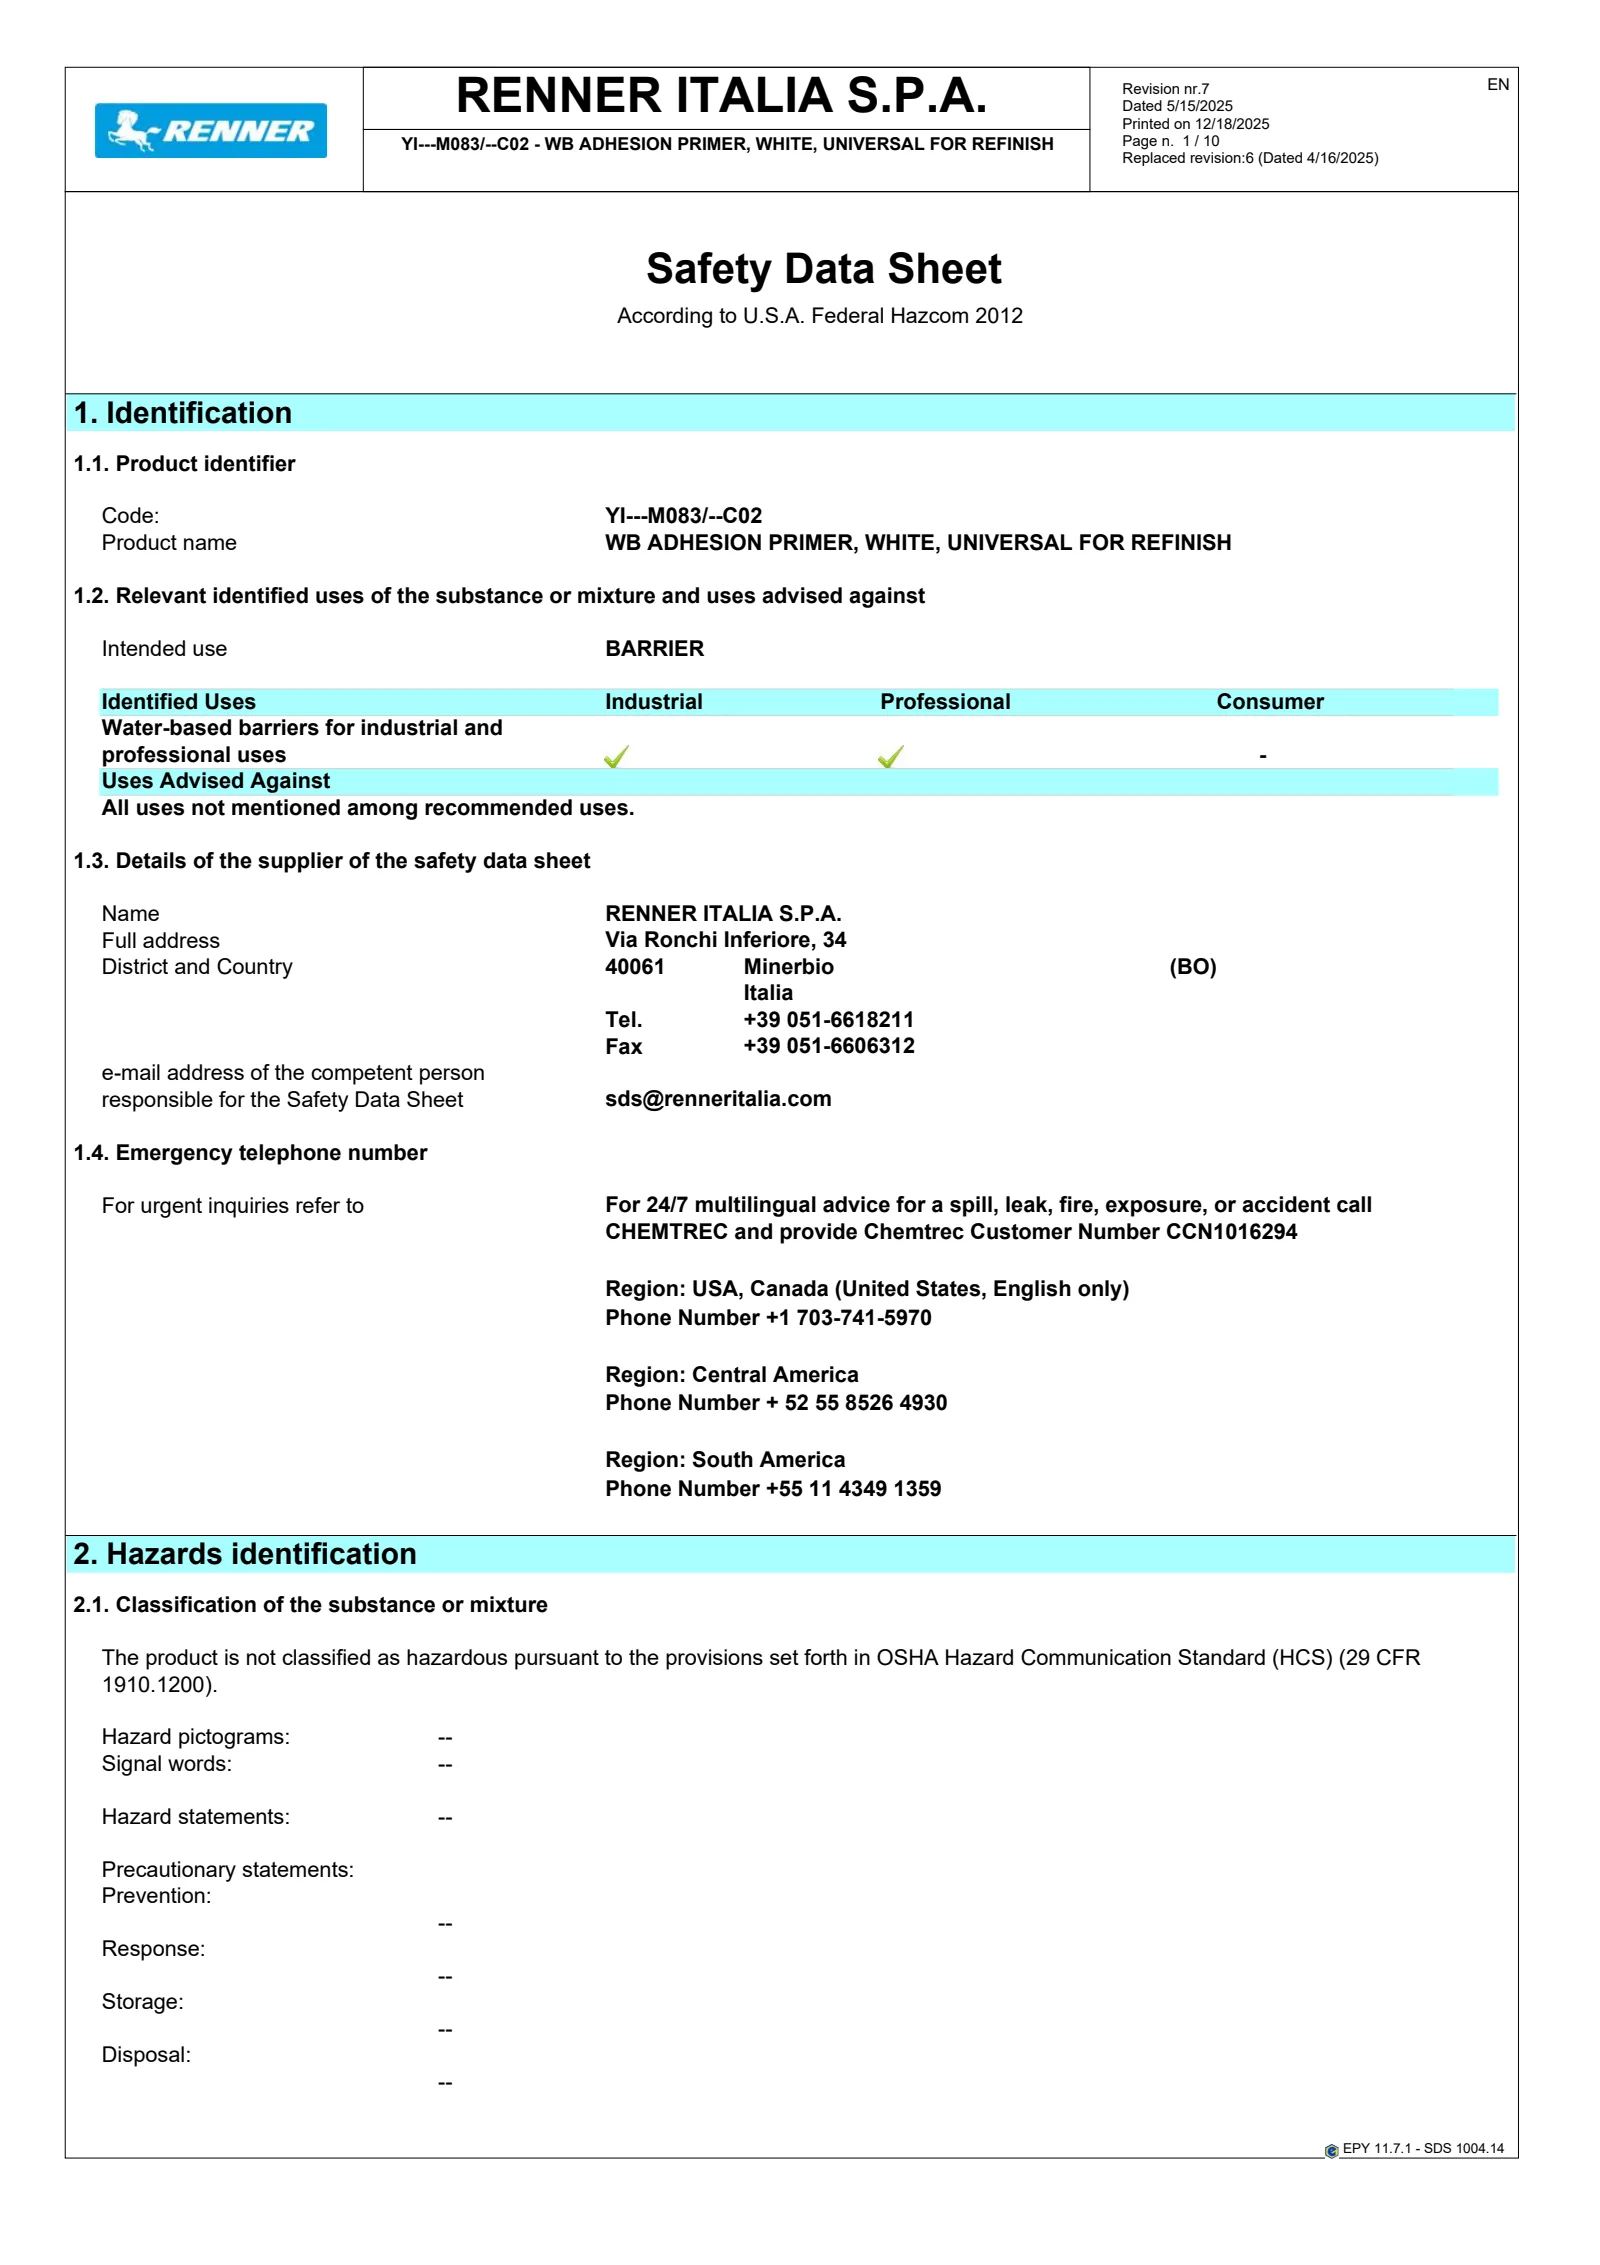 RENNER
RENNER ITALIA S.P.A.
YI---M083/--C02 - WB ADHESION PRIMER, WHITE, UNIVERSAL FOR REFINISH
Revision nr.7
Dated 5/15/2025
Printed on 12/18/2025
Page n. 1 / 10
Replaced revision:6 (Dated 4/16/2025)
EN
Safety Data Sheet
According to U.S.A. Federal Hazcom 2012
1. Identification
1.1. Product identifier
Code: YI---M083/--C02
Product name WB ADHESION PRIMER, WHITE, UNIVERSAL FOR REFINISH
1.2. Relevant identified uses of the substance or mixture and uses advised against
Intended use BARRIER
Identified Uses Industrial Professional Consumer
Water-based barriers for industrial and
professional uses -
Uses Advised Against
All uses not mentioned among recommended uses.
1.3. Details of the supplier of the safety data sheet
Name RENNER ITALIA S.P.A.
Full address Via Ronchi Inferiore, 34
District and Country 40061 Minerbio (BO)
Italia
Tel. +39 051-6618211
Fax +39 051-6606312
e-mail address of the competent person
responsible for the Safety Data Sheet sds@renneritalia.com
1.4. Emergency telephone number
For urgent inquiries refer to For 24/7 multilingual advice for a spill, leak, fire, exposure, or accident call
CHEMTREC and provide Chemtrec Customer Number CCN1016294
Region: USA, Canada (United States, English only)
Phone Number +1 703-741-5970
Region: Central America
Phone Number + 52 55 8526 4930
Region: South America
Phone Number +55 11 4349 1359
2. Hazards identification
2.1. Classification of the substance or mixture
The product is not classified as hazardous pursuant to the provisions set forth in OSHA Hazard Communication Standard (HCS) (29 CFR
1910.1200).
Hazard pictograms: --
Signal words: --
Hazard statements: --
Precautionary statements:
Prevention:
--
Response:
--
Storage:
--
Disposal:
--
EPY 11.7.1 - SDS 1004.14